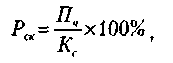 Рск = Пч / Кс × 100%,